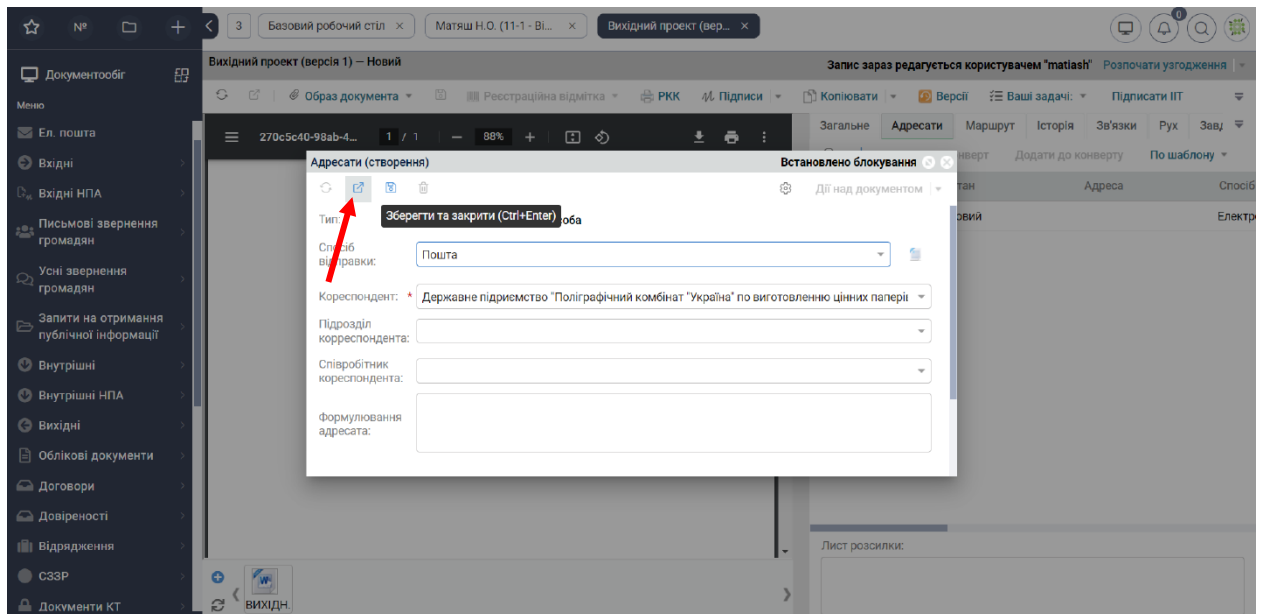 №
3
Базовий робочий стіл ×
Матяш Н.О. (11-1 - Ві... ×
Вихідний проект (вер... ×
0
Документообіг
Меню
Ел. пошта
Вхідні
Вхідні НПА
Письмові звернення
громадян
Усні звернення
громадян
Запити на отримання
публічної інформації
Внутрішні
Внутрішні НПА
Вихідні
Облікові документи
Договори
Довіреності
Відрядження
СЗЗР
Документи КТ
Вихідний проект (версія 1) — Новий
Запис зараз редагується користувачем "matiash" Розпочати узгодження
Образ документа
Реєстраційна відмітка
РКК
Підписи
Копіювати
Версії
Ваші задачі:
Підписати ІІТ
270c5c40-98ab-4...
1 / 1
88%
Загальне Адресати Маршрут Історія Зв'язки Рух Завд
нверт Додати до конверту По шаблону
тан Адреса Спосіб
овий Електр
Адресати (створення)
Встановлено блокування
Дії над документом
Тип:
Зберегти та закрити (Ctrl+Enter)
соба
Спосіб
відправки:
Пошта
Кореспондент: *
Державне підприємство "Поліграфічний комбінат "Україна" по виготовленню цінних папері
Підрозділ
корреспондента:
Співробітник
кореспондента:
Формулювання
адресата:
Лист розсилки:
ВИХІДН.